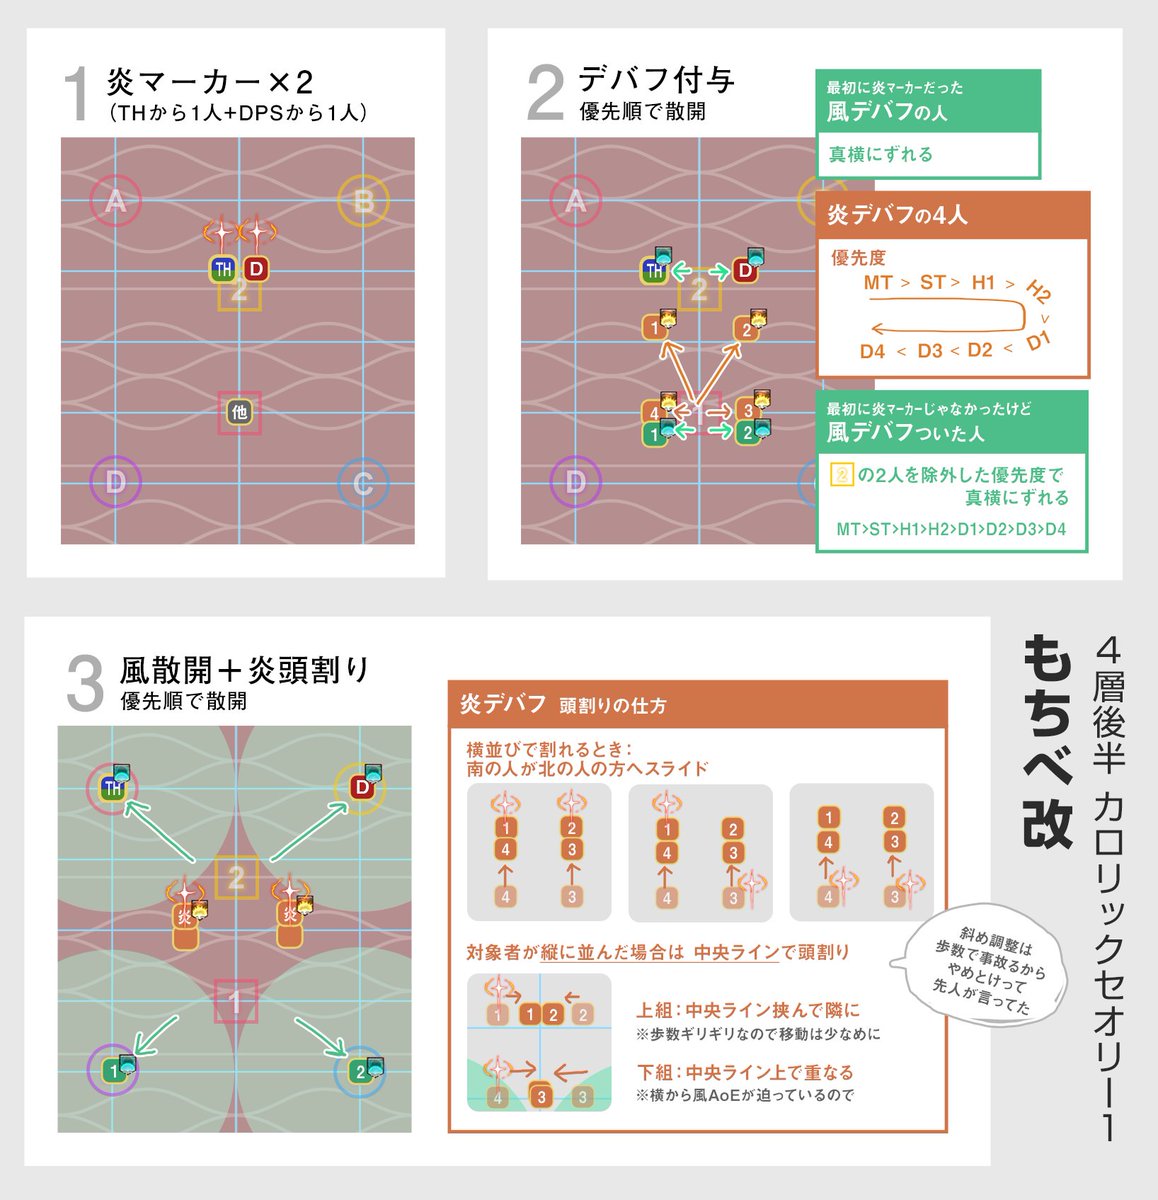 1
炎マーカー×2
(THから1人+DPSから1人)
A
B
TH
D
2
他
D
C
2
デバフ付与
優先順で散開
A
TH
D
2
1
2
4
3
1
2
D
最初に炎マーカーだった
風デバフの人
真横にずれる
炎デバフの4人
優先度
MT > ST > H1 > H2
D4 < D3 < D2 < D1 <
最初に炎マーカーじゃなかったけど
風デバフついた人
2の2人を除外した優先度で
真横にずれる
MT>ST>H1>H2>D1>D2>D3>D4
3
風散開＋炎頭割り
優先順で散開
TH
D
2
炎
炎
1
1
2
炎デバフ 頭割りの仕方
横並びで割れるとき：
南の人が北の人の方へスライド
1
2
4
3
4
3
1
2
4
3
4
3
1
2
4
3
4
3
対象者が縦に並んだ場合は 中央ラインで頭割り
1
1
2
2
4
3
3
上組：中央ライン挟んで隣に
※歩数ギリギリなので移動は少なめに
下組：中央ライン上で重なる
※横から風AoEが迫っているので
斜め調整は
歩数で事故るから
やめとけって
先人が言ってた
4層後半 カロリックセオリー1
もちべ改